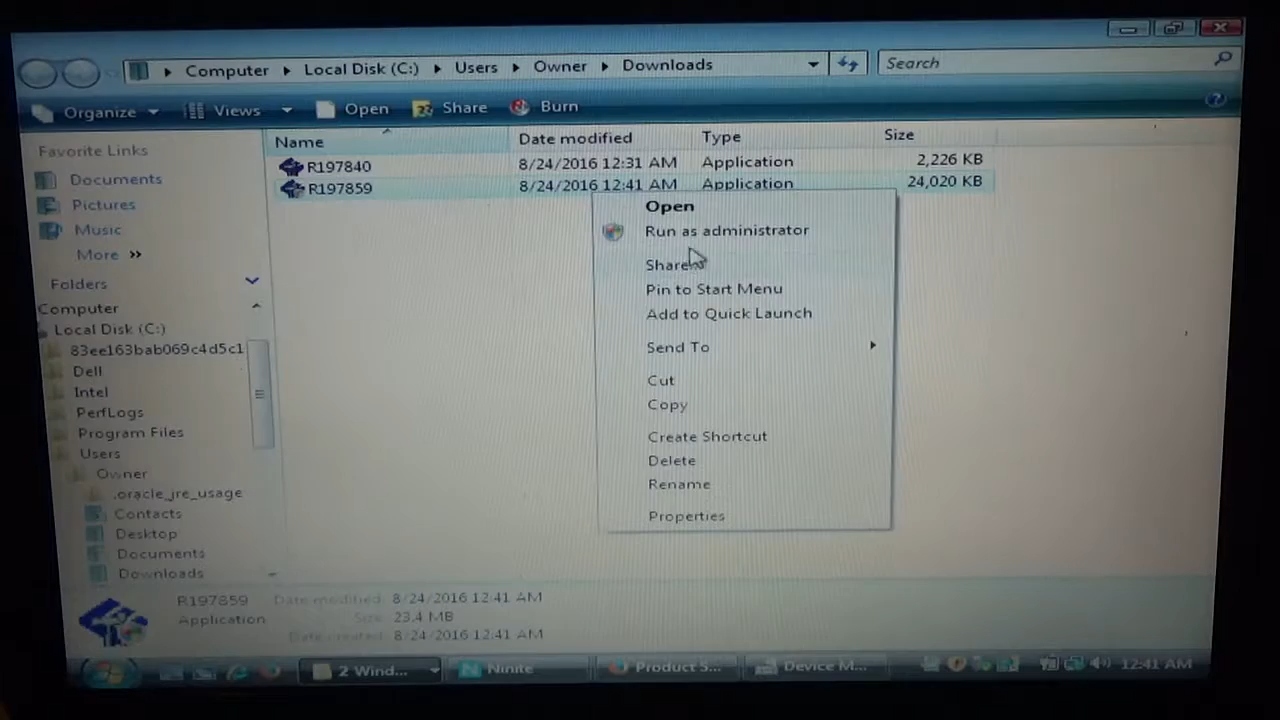 Computer Local Disk (C:) Users Owner Downloads Search
Organize Views Open Share Burn
Favorite Links
Documents
Pictures
Music
More »
Folders
Computer
Local Disk (C:)
83ee163bab069c4d5c1
Dell
Intel
PerfLogs
Program Files
Users
Owner
.oracle_jre_usage
Contacts
Desktop
Documents
Downloads
Name Date modified Type Size
R197840 8/24/2016 12:31 AM Application 2,226 KB
R197859 8/24/2016 12:41 AM Application 24,020 KB
Open
Run as administrator
Share...
Pin to Start Menu
Add to Quick Launch
Send To
Cut
Copy
Create Shortcut
Delete
Rename
Properties
R197859 Date modified: 8/24/2016 12:41 AM
Application Size: 23.4 MB
Date created: 8/24/2016 12:41 AM
2 Wind... Ninite Product S... Device M... 12:41 AM